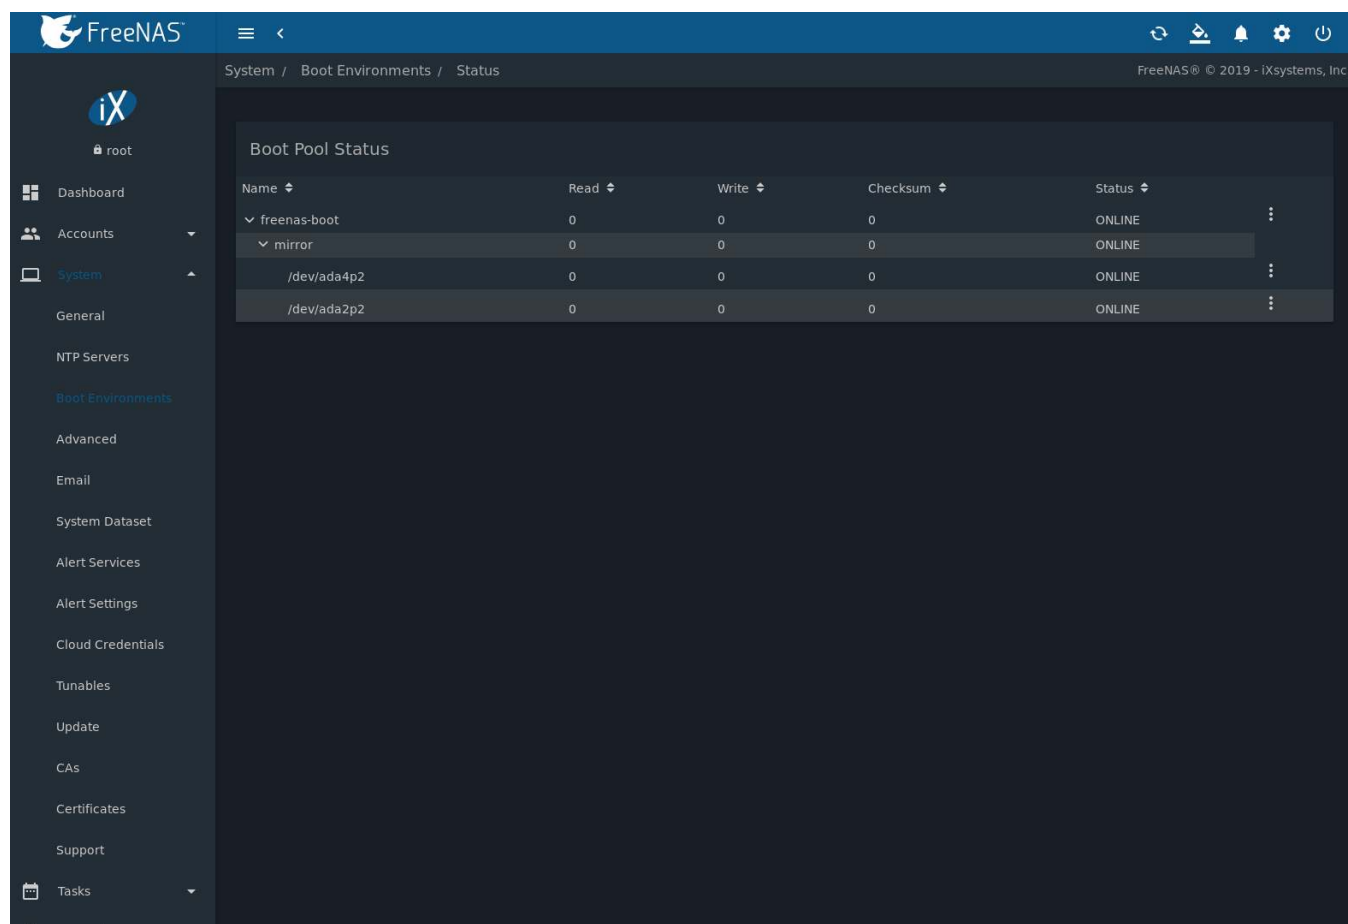 FreeNAS™
System / Boot Environments / Status
FreeNAS® © 2019 - iXsystems, Inc
iX
root
Dashboard
Accounts
System
General
NTP Servers
Boot Environments
Advanced
Email
System Dataset
Alert Services
Alert Settings
Cloud Credentials
Tunables
Update
CAs
Certificates
Support
Tasks
Boot Pool Status
Name Read Write Checksum Status
freenas-boot 0 0 0 ONLINE
mirror 0 0 0 ONLINE
/dev/ada4p2 0 0 0 ONLINE
/dev/ada2p2 0 0 0 ONLINE